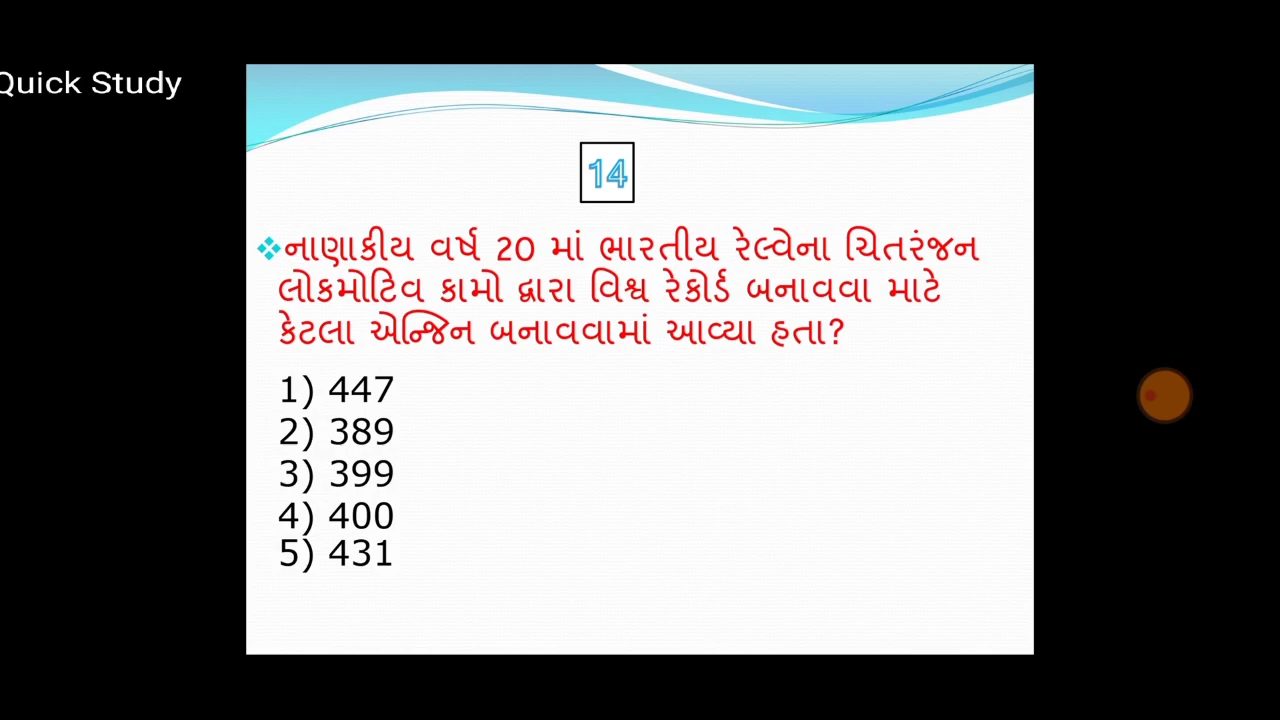 Quick Study
14
નાણાકીય વર્ષ 20 માં ભારતીય રેલ્વેના ચિતરંજન
લોકમોટિવ કામો દ્વારા વિશ્વ રેકોર્ડ બનાવવા માટે
કેટલા એન્જિન બનાવવામાં આવ્યા હતા?
1) 447
2) 389
3) 399
4) 400
5) 431